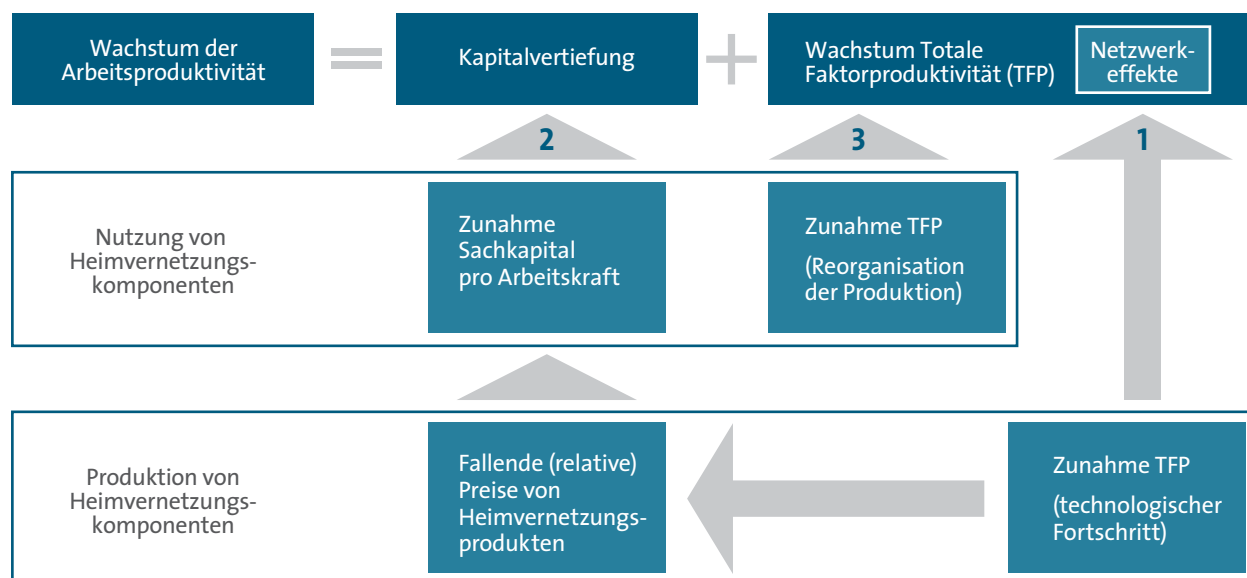 Wachstum der
Arbeitsproduktivität
=
Kapitalvertiefung
+
Wachstum Totale
Faktorproduktivität (TFP)
Netzwerk-
effekte
2
3
1
Nutzung von
Heimvernetzungs-
komponenten
Zunahme
Sachkapital
pro Arbeitskraft
Zunahme TFP
(Reorganisation
der Produktion)
Produktion von
Heimvernetzungs-
komponenten
Fallende (relative)
Preise von
Heimvernetzungs-
produkten
Zunahme TFP
(technologischer
Fortschritt)